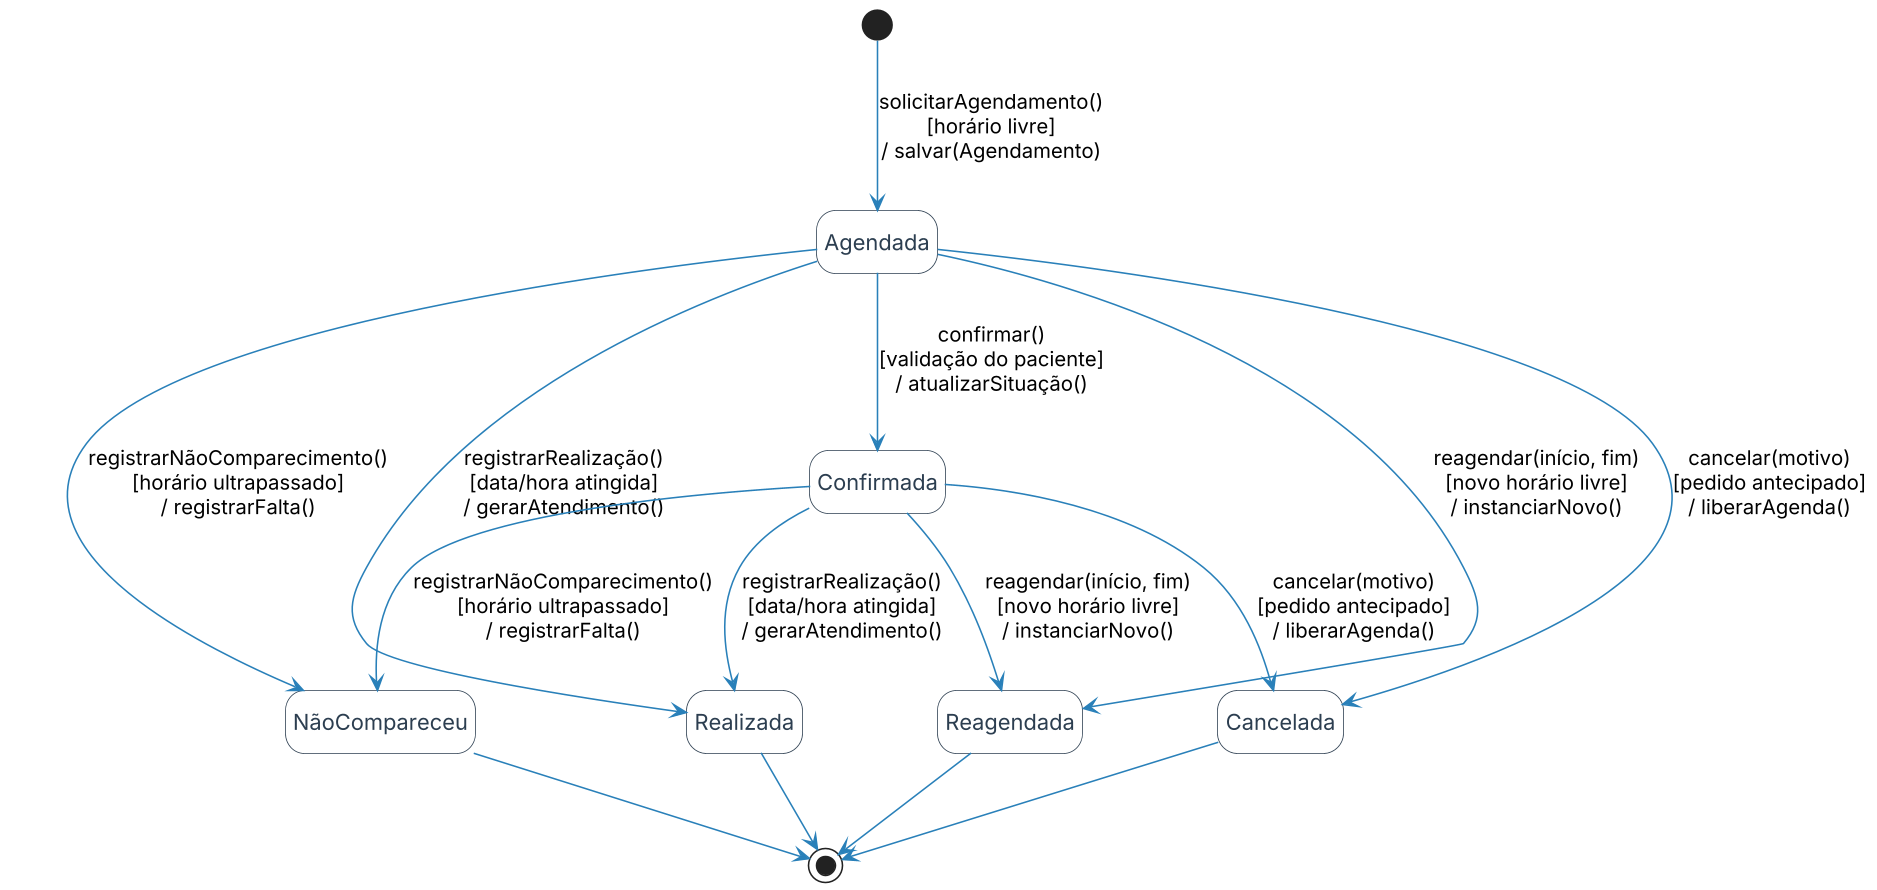 solicitarAgendamento()
[horário livre]
/ salvar(Agendamento)
Agendada
confirmar()
[validação do paciente]
/ atualizarSituação()
registrarNãoComparecimento()
[horário ultrapassado]
/ registrarFalta()
registrarRealização()
[data/hora atingida]
/ gerarAtendimento()
Confirmada
reagendar(início, fim)
[novo horário livre]
/ instanciarNovo()
cancelar(motivo)
[pedido antecipado]
/ liberarAgenda()
registrarNãoComparecimento()
[horário ultrapassado]
/ registrarFalta()
registrarRealização()
[data/hora atingida]
/ gerarAtendimento()
reagendar(início, fim)
[novo horário livre]
/ instanciarNovo()
cancelar(motivo)
[pedido antecipado]
/ liberarAgenda()
NãoCompareceu
Realizada
Reagendada
Cancelada